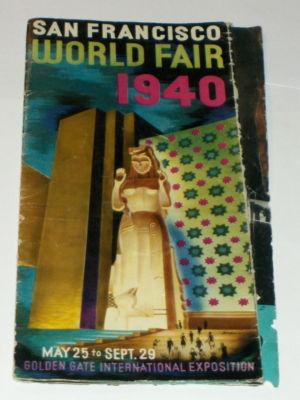 SAN FRANCISCO
WORLD FAIR
1940
MAY 25 to SEPT. 29
GOLDEN GATE INTERNATIONAL EXPOSITION